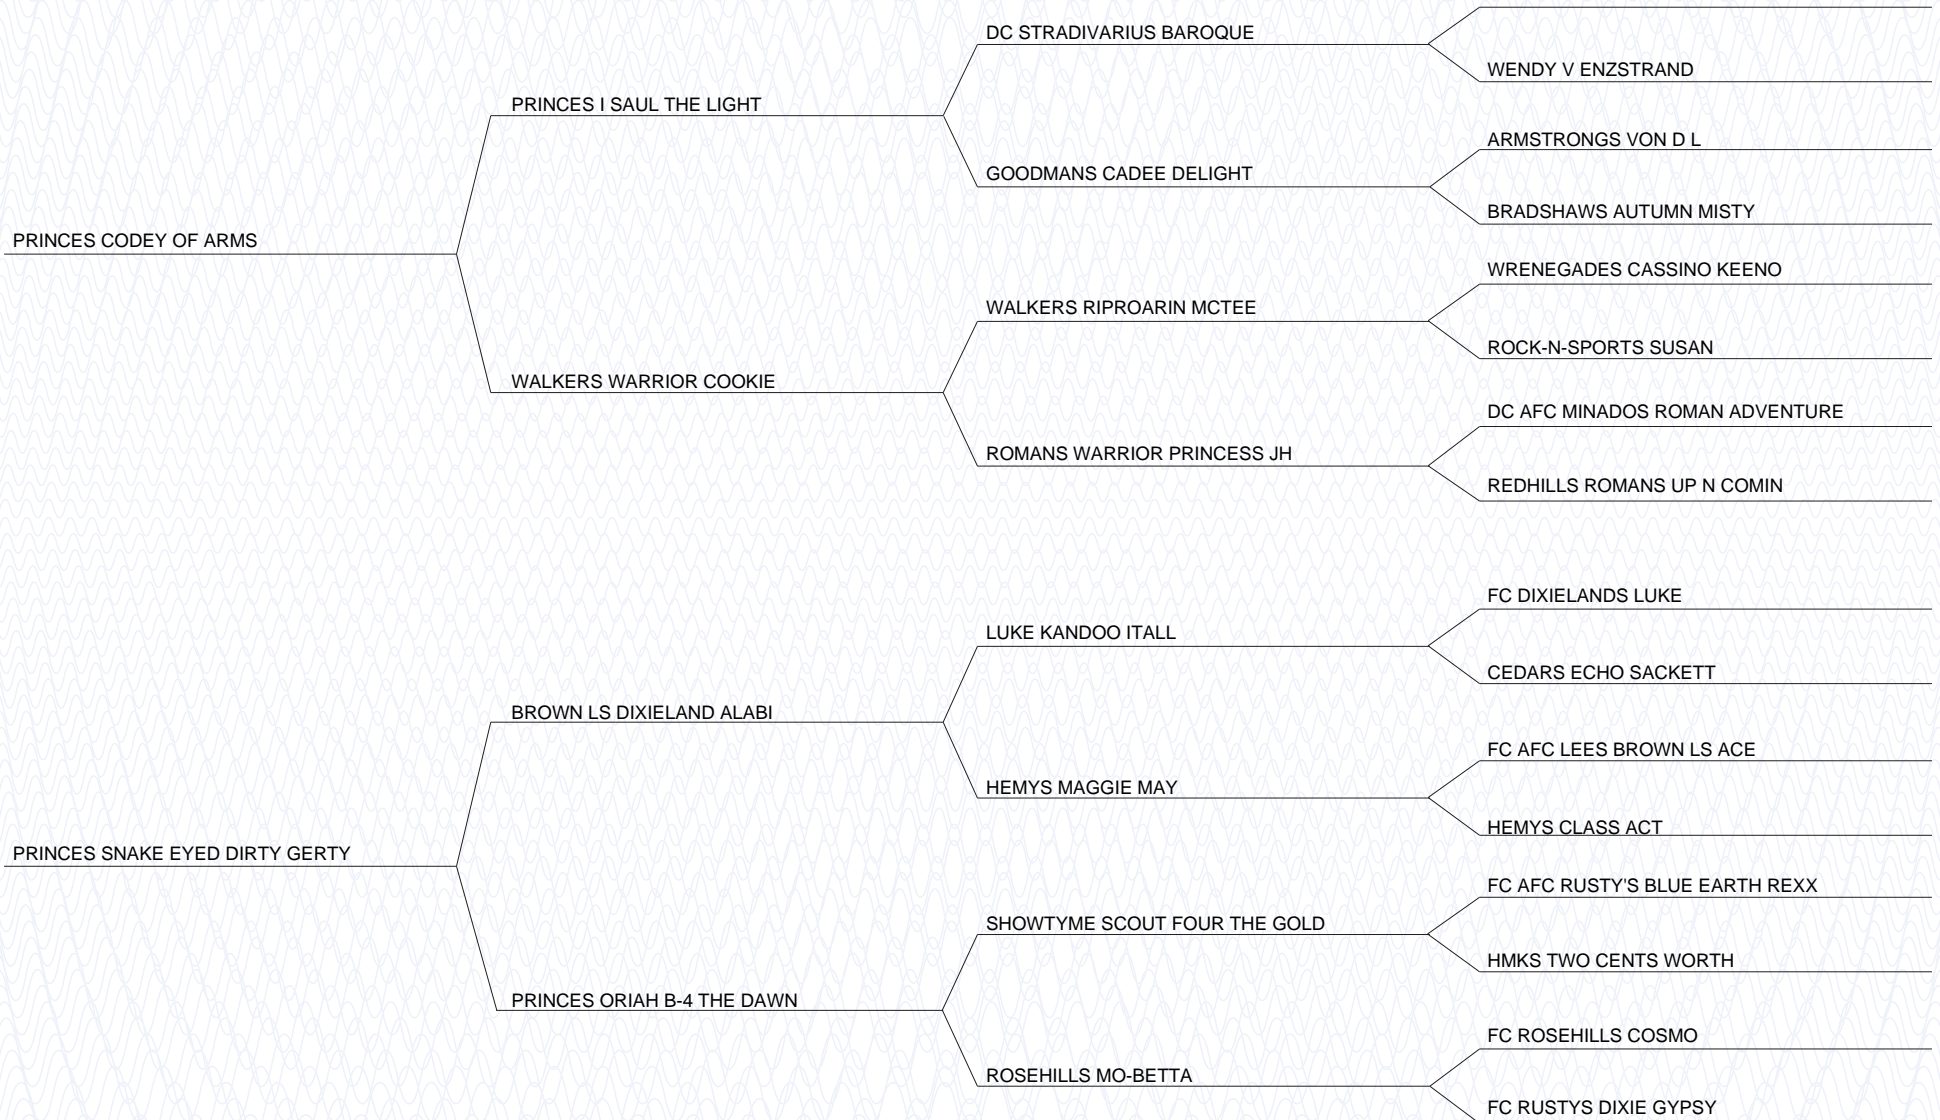 DC STRADIVARIUS BAROQUE
WENDY V ENZSTRAND
PRINCES I SAUL THE LIGHT
ARMSTRONGS VON D L
GOODMANS CADEE DELIGHT
BRADSHAWS AUTUMN MISTY
PRINCES CODEY OF ARMS
WRENEGADES CASSINO KEENO
WALKERS RIPROARIN MCTEE
ROCK-N-SPORTS SUSAN
WALKERS WARRIOR COOKIE
DC AFC MINADOS ROMAN ADVENTURE
ROMANS WARRIOR PRINCESS JH
REDHILLS ROMANS UP N COMIN
FC DIXIELANDS LUKE
LUKE KANDOO ITALL
CEDARS ECHO SACKETT
BROWN LS DIXIELAND ALABI
FC AFC LEES BROWN LS ACE
HEMYS MAGGIE MAY
HEMYS CLASS ACT
PRINCES SNAKE EYED DIRTY GERTY
FC AFC RUSTY'S BLUE EARTH REXX
SHOWTYME SCOUT FOUR THE GOLD
HMKS TWO CENTS WORTH
PRINCES ORIAH B-4 THE DAWN
FC ROSEHILLS COSMO
ROSEHILLS MO-BETTA
FC RUSTYS DIXIE GYPSY